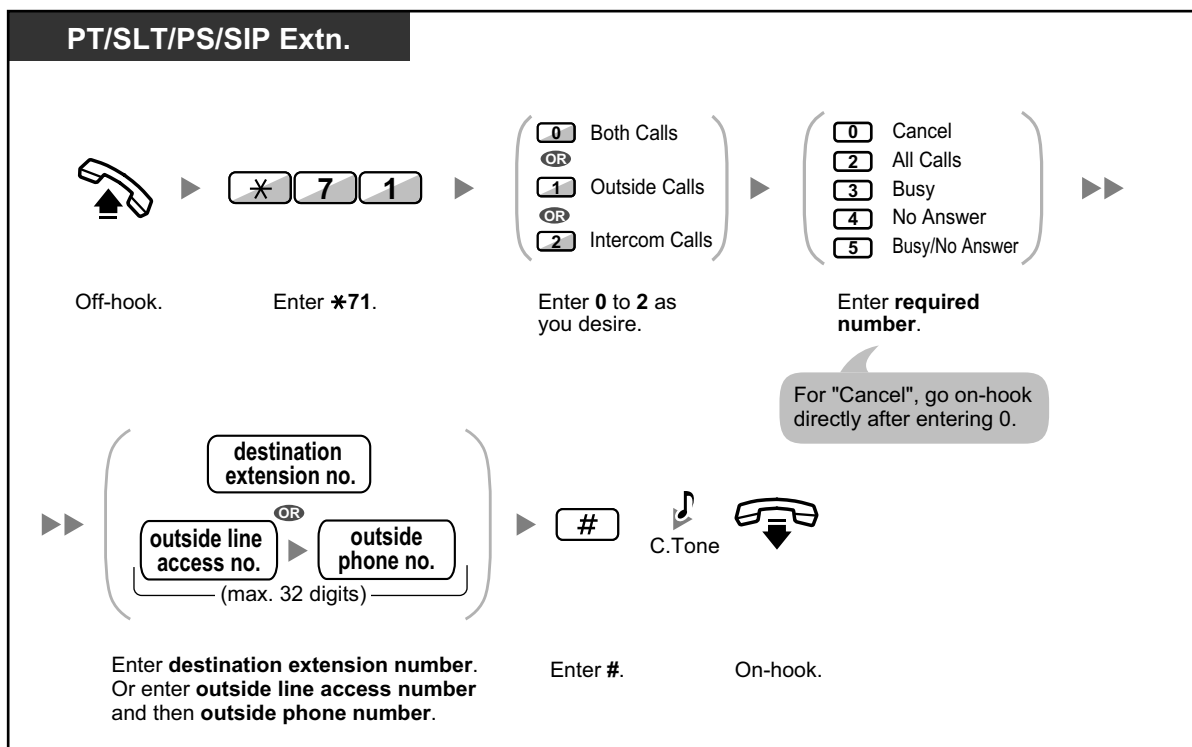 PT/SLT/PS/SIP Extn.
0 Both Calls
OR
1 Outside Calls
OR
2 Intercom Calls
0 Cancel
2 All Calls
3 Busy
4 No Answer
5 Busy/No Answer
* 7 1
Off-hook.
Enter *71.
Enter 0 to 2 as
you desire.
Enter required
number.
For "Cancel", go on-hook
directly after entering 0.
destination
extension no.
OR
outside line
access no.
outside
phone no.
(max. 32 digits)
#
C.Tone
Enter destination extension number.
Or enter outside line access number
and then outside phone number.
Enter #.
On-hook.